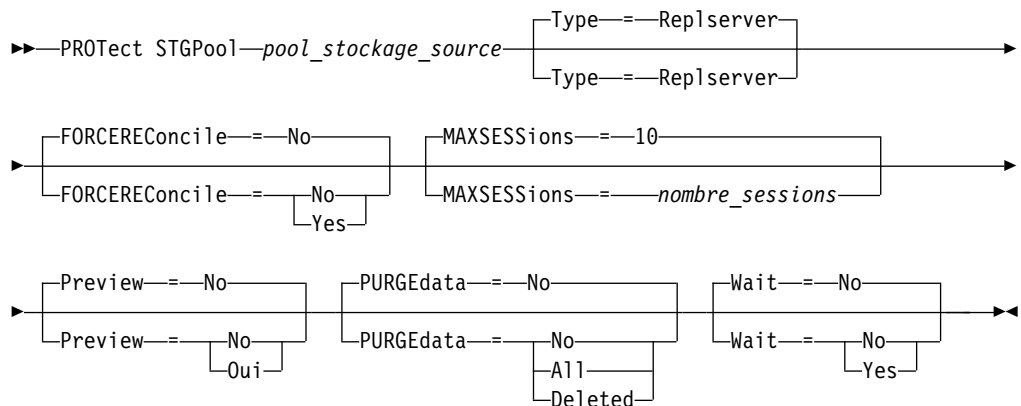 Type = Replserver
PROTect STGPool pool_stockage_source
Type = Replserver
FORCEREConcile = No
MAXSESSions = 10
FORCEREConcile = No
Yes
MAXSESSions = nombre_sessions
Preview = No
PURGEdata = No
Wait = No
Preview = No
Oui
PURGEdata = No
All
Deleted
Wait = No
Yes